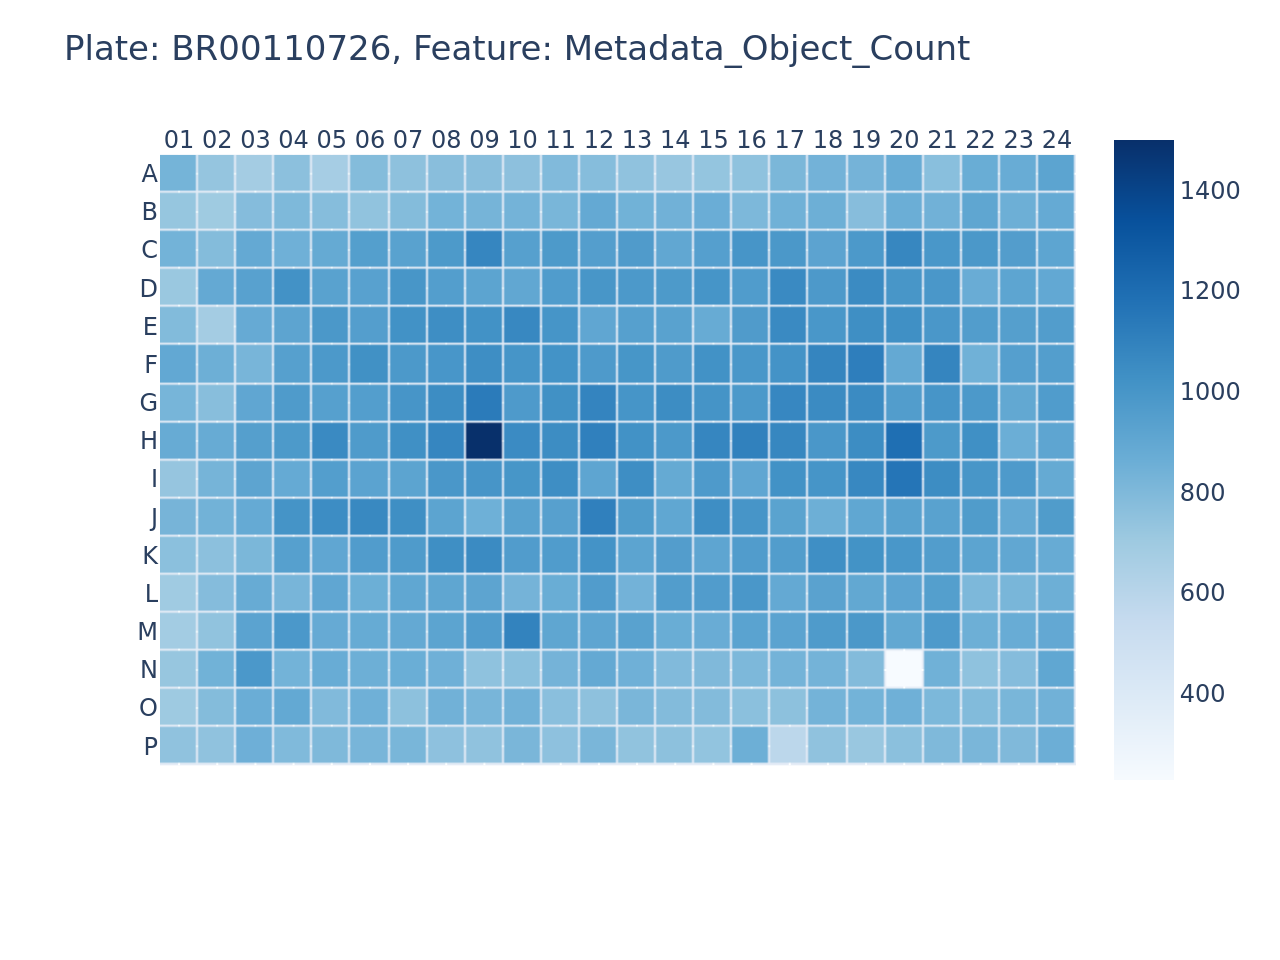 Plate: BR00110726, Feature: Metadata_Object_Count
01 02 03 04 05 06 07 08 09 10 11 12 13 14 15 16 17 18 19 20 21 22 23 24
A
B
C
D
E
F
G
H
I
J
K
L
M
N
O
P
1400
1200
1000
800
600
400